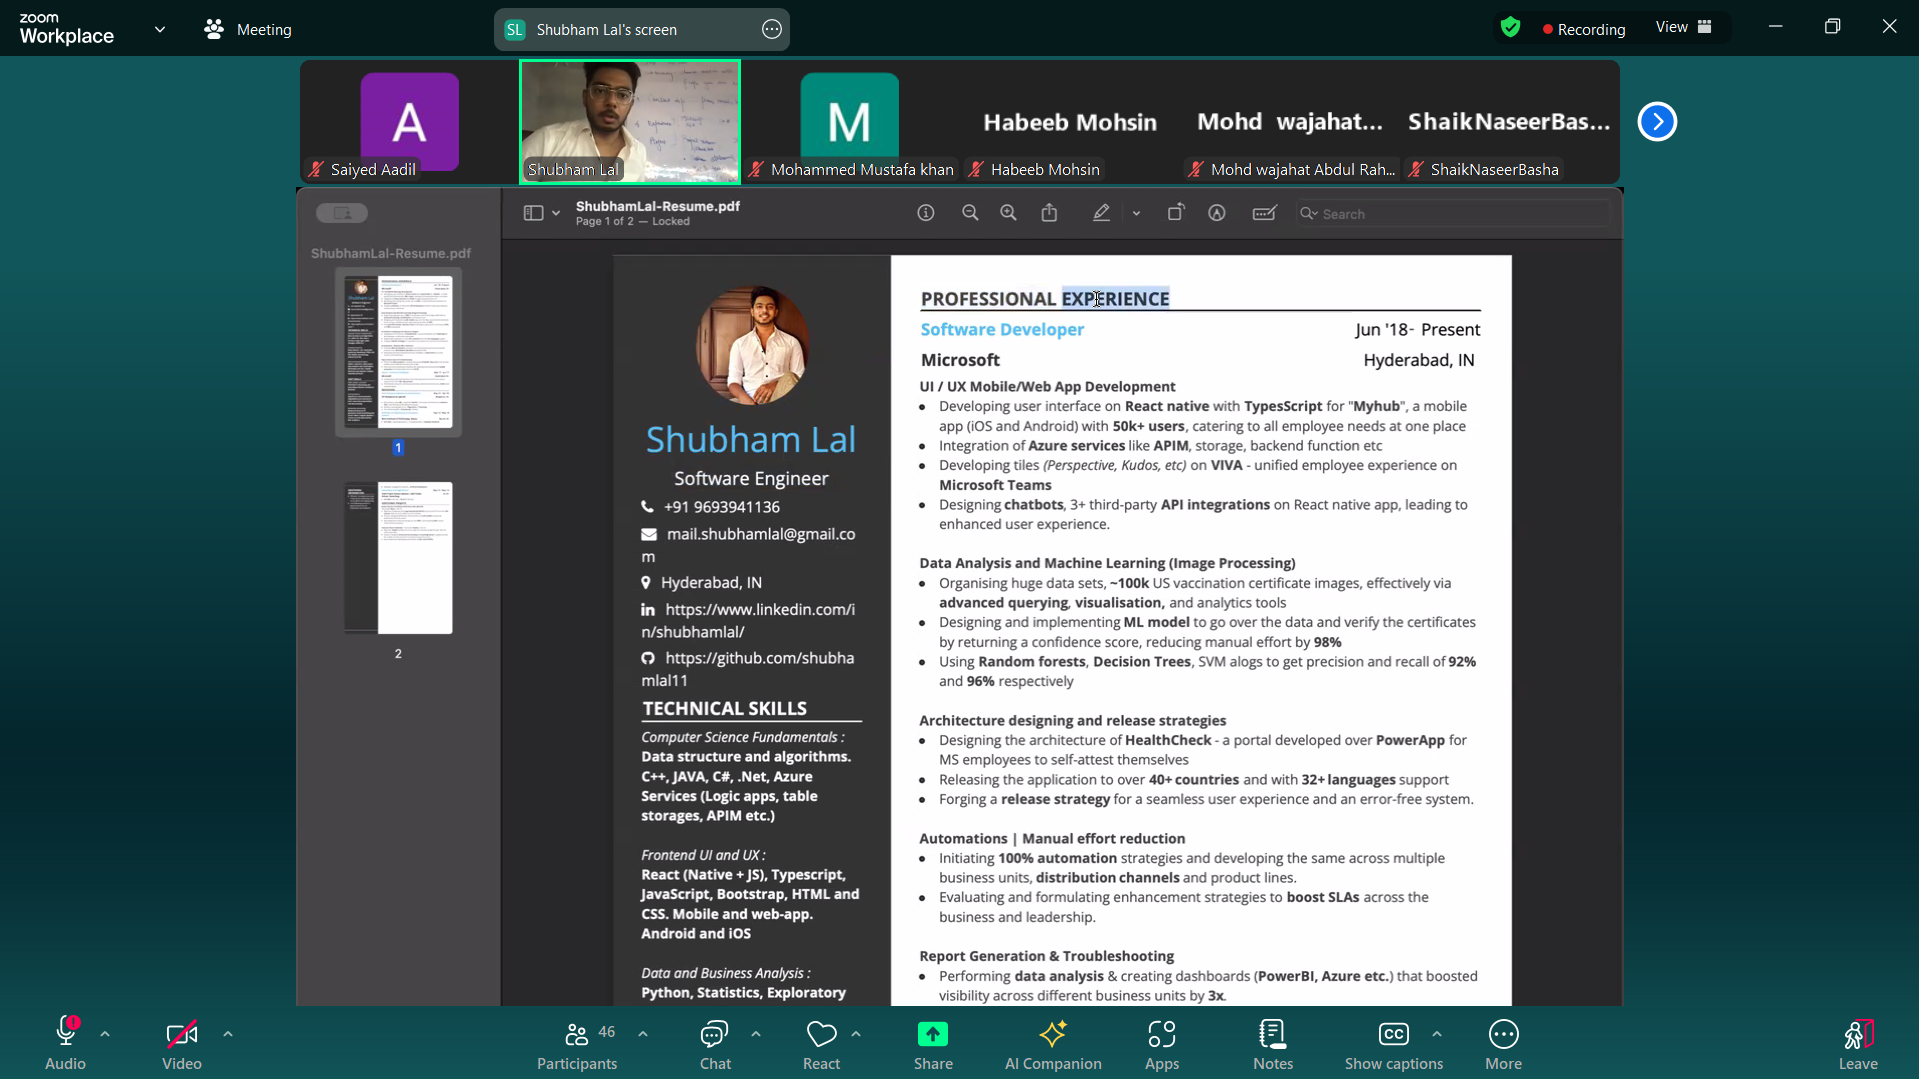 zoom
Workplace
Meeting
SL Shubham Lal's screen
Recording
View
A
Saiyed Aadil
Shubham Lal
M
Mohammed Mustafa khan
Habeeb Mohsin
Habeeb Mohsin
Mohd wajahat...
Mohd wajahat Abdul Rah...
ShaikNaseerBas...
ShaikNaseerBasha
ShubhamLal-Resume.pdf
Page 1 of 2 — Locked
Search
ShubhamLal-Resume.pdf
1
2
Shubham Lal
Software Engineer
+91 9693941136
mail.shubhamlal@gmail.co
m
Hyderabad, IN
https://www.linkedin.com/i
n/shubhamlal/
https://github.com/shubha
mlal11
TECHNICAL SKILLS
Computer Science Fundamentals :
Data structure and algorithms.
C++, JAVA, C#, .Net, Azure
Services (Logic apps, table
storages, APIM etc.)
Frontend UI and UX :
React (Native + JS), Typescript,
JavaScript, Bootstrap, HTML and
CSS. Mobile and web-app.
Android and iOS
Data and Business Analysis :
Python, Statistics, Exploratory
PROFESSIONAL EXPERIENCE
Software Developer Jun '18- Present
Microsoft Hyderabad, IN
UI / UX Mobile/Web App Development
• Developing user interface on React native with TypesScript for "Myhub", a mobile
app (iOS and Android) with 50k+ users, catering to all employee needs at one place
• Integration of Azure services like APIM, storage, backend function etc
• Developing tiles (Perspective, Kudos, etc) on VIVA - unified employee experience on
Microsoft Teams
• Designing chatbots, 3+ third-party API integrations on React native app, leading to
enhanced user experience.
Data Analysis and Machine Learning (Image Processing)
• Organising huge data sets, ~100k US vaccination certificate images, effectively via
advanced querying, visualisation, and analytics tools
• Designing and implementing ML model to go over the data and verify the certificates
by returning a confidence score, reducing manual effort by 98%
• Using Random forests, Decision Trees, SVM alogs to get precision and recall of 92%
and 96% respectively
Architecture designing and release strategies
• Designing the architecture of HealthCheck - a portal developed over PowerApp for
MS employees to self-attest themselves
• Releasing the application to over 40+ countries and with 32+ languages support
• Forging a release strategy for a seamless user experience and an error-free system.
Automations | Manual effort reduction
• Initiating 100% automation strategies and developing the same across multiple
business units, distribution channels and product lines.
• Evaluating and formulating enhancement strategies to boost SLAs across the
business and leadership.
Report Generation & Troubleshooting
• Performing data analysis & creating dashboards (PowerBI, Azure etc.) that boosted
visibility across different business units by 3x.
Audio
Video
46
Participants
Chat
React
Share
AI Companion
Apps
Notes
CC
Show captions
More
Leave